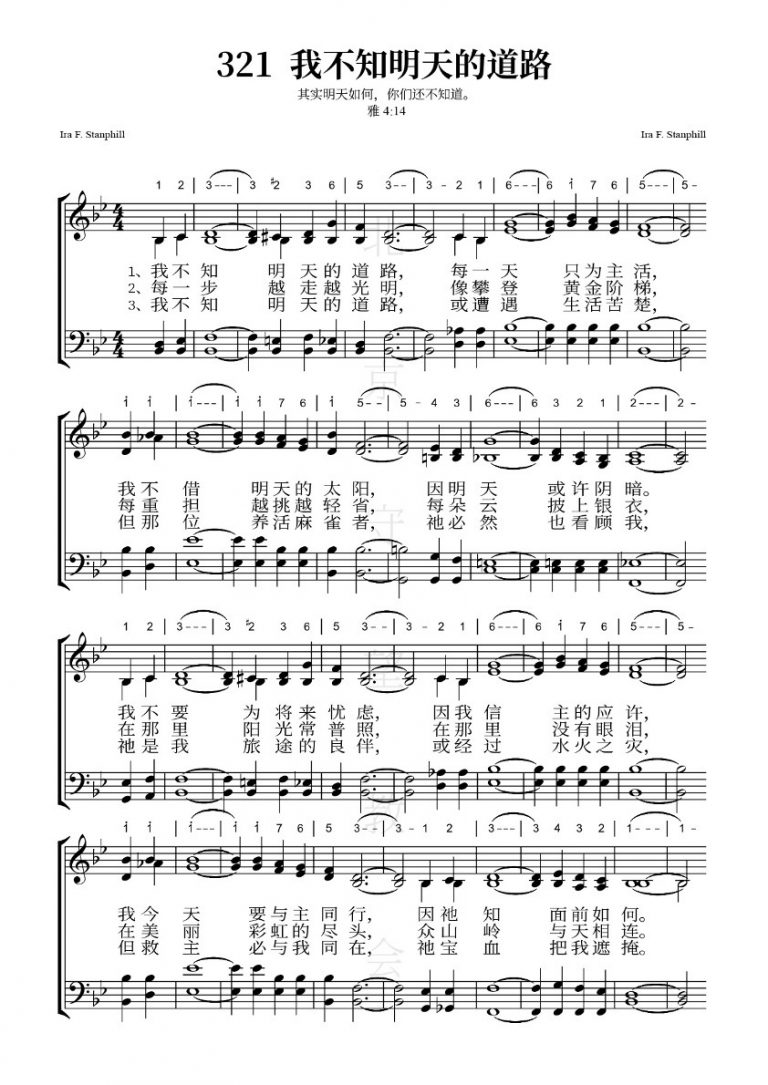 321 我不知明天的道路
其实明天如何，你们还不知道。
雅 4:14
Ira F. Stanphill
Ira F. Stanphill
1 2 | 3--- | 3 #2 3 6 | 5 3-- | 3-2 1 | 6--- | 6 i 7 6 | 5--- | 5-
1、我不知 明天的道路， 每一天 只为主活，
2、每一步 越走越光明， 像攀登 黄金阶梯，
3、我不知 明天的道路， 或遭遇 生活苦楚，
i i | i--- | i i 7 6 | i 5-- | 5-4 3 | 6--- | 6 3 2 1 | 2--- | 2-
我不借 明天的太阳， 因明天 或许阴暗。
每重担 越挑越轻省， 每朵云 披上银衣，
但那位 养活麻雀者， 祂必然 也看顾我，
1 2 | 3--- | 3 #2 3 6 | 5 3-- | 3-2 1 | 6--- | 6 i 7 6 | 5--- | 5-
我不要 为将来忧虑， 因我信 主的应许，
在那里 阳光常普照， 在那里 没有眼泪，
祂是我 旅途的良伴， 或经过 水火之灾，
i i | i--- | i i 7 6 | 5 3-- | 3-1 2 | 3--- | 3 4 3 2 | 1--- | 1-
我今天 要与主同行， 因祂知 面前如何。
在美丽 彩虹的尽头， 众山岭 与天相连。
但救主 必与我同在， 祂宝血 把我遮掩。
北京守望教会